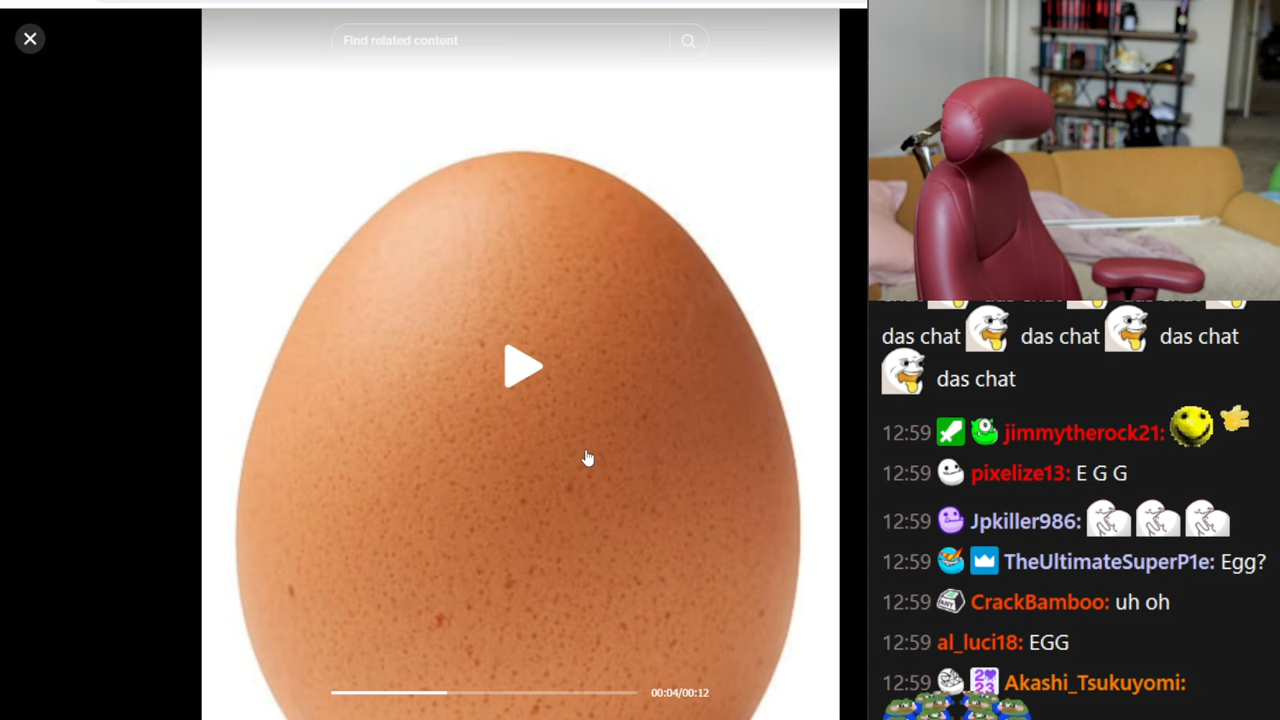 Find related content
00:04/00:12
das chat das chat das chat
das chat
12:59 jimmytherock21:
12:59 pixelize13: E G G
12:59 Jpkiller986:
12:59 TheUltimateSuperP1e: Egg?
12:59 CrackBamboo: uh oh
12:59 al_luci18: EGG
12:59 Akashi_Tsukuyomi: